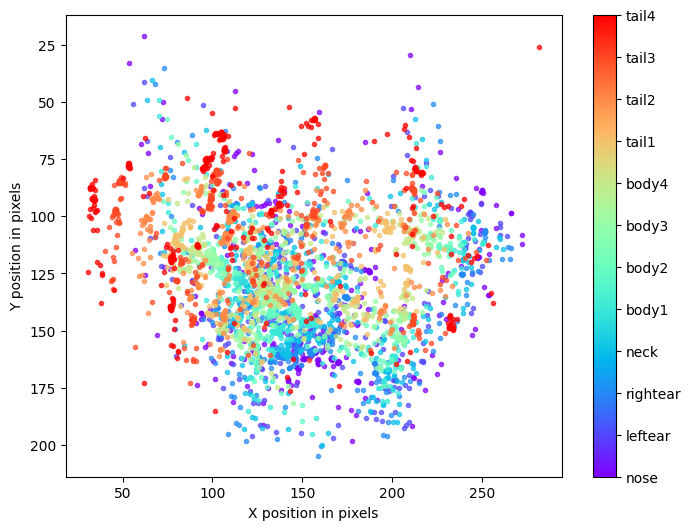 25
50
75
100
125
150
175
200
Y position in pixels
50
100
150
200
250
X position in pixels
tail4
tail3
tail2
tail1
body4
body3
body2
body1
neck
rightear
leftear
nose